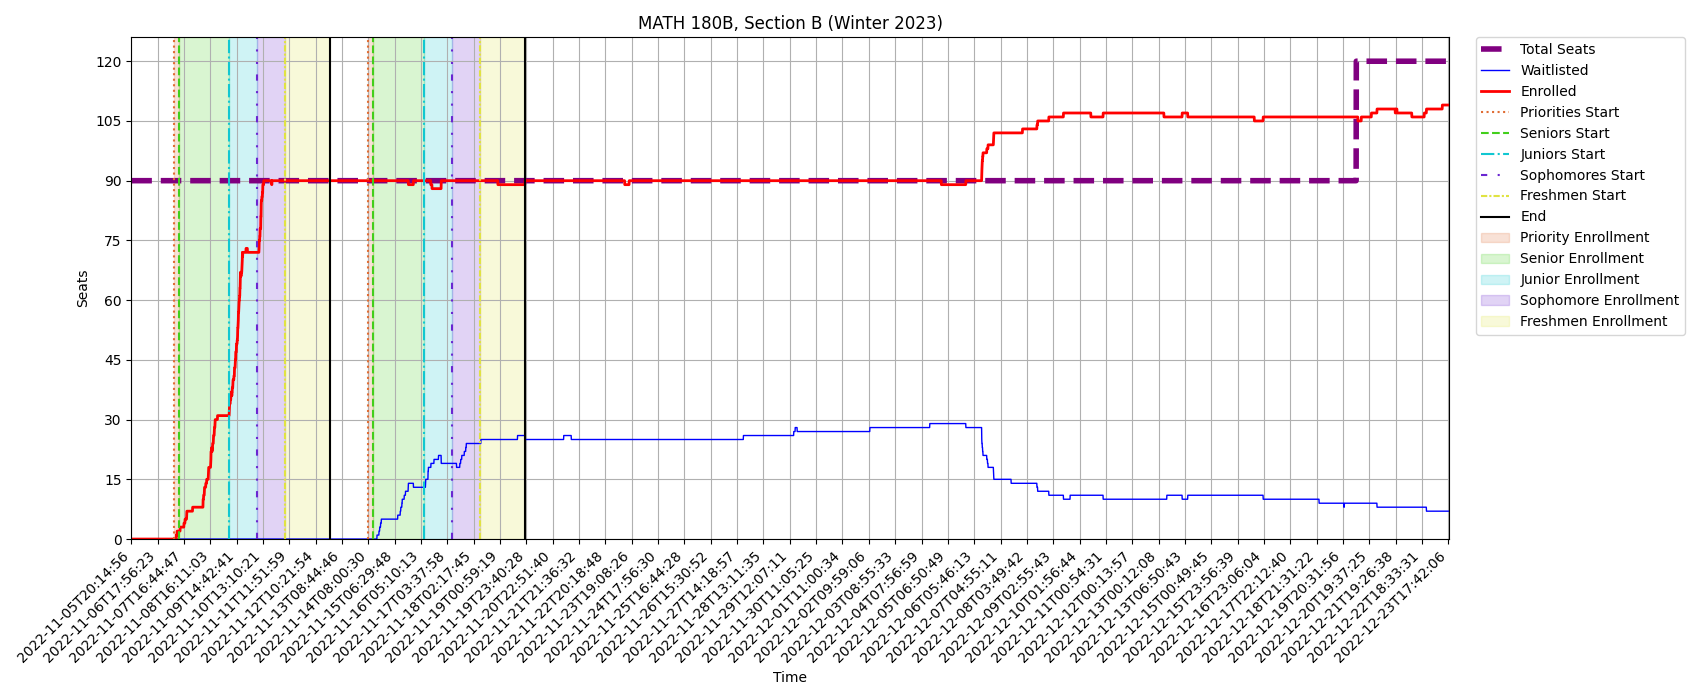 MATH 180B, Section B (Winter 2023)
Total Seats
Waitlisted
Enrolled
Priorities Start
Seniors Start
Juniors Start
Sophomores Start
Freshmen Start
End
Priority Enrollment
Senior Enrollment
Junior Enrollment
Sophomore Enrollment
Freshmen Enrollment
Seats
120
105
90
75
60
45
30
15
0
2022-11-05T20:14:56
2022-11-06T17:56:23
2022-11-07T16:44:47
2022-11-08T16:11:03
2022-11-09T14:42:41
2022-11-10T13:10:21
2022-11-11T11:51:59
2022-11-12T10:21:54
2022-11-13T08:44:46
2022-11-14T08:00:30
2022-11-15T06:29:48
2022-11-16T05:10:13
2022-11-17T03:37:58
2022-11-18T02:17:45
2022-11-19T00:59:19
2022-11-19T23:40:28
2022-11-20T22:51:40
2022-11-21T21:36:32
2022-11-22T20:18:48
2022-11-23T19:08:26
2022-11-24T17:56:30
2022-11-25T16:44:28
2022-11-26T15:30:52
2022-11-27T14:18:57
2022-11-28T13:11:35
2022-11-29T12:07:11
2022-11-30T11:05:25
2022-12-01T11:00:34
2022-12-02T09:59:06
2022-12-03T08:55:33
2022-12-04T07:56:59
2022-12-05T06:50:49
2022-12-06T05:46:13
2022-12-07T04:55:11
2022-12-08T03:49:42
2022-12-09T02:55:43
2022-12-10T01:56:44
2022-12-11T00:54:31
2022-12-12T00:13:57
2022-12-13T00:12:08
2022-12-13T06:50:43
2022-12-15T00:49:45
2022-12-15T23:56:39
2022-12-16T23:06:04
2022-12-17T22:12:40
2022-12-18T21:31:22
2022-12-19T20:31:56
2022-12-20T19:37:25
2022-12-21T19:26:38
2022-12-22T18:33:31
2022-12-23T17:42:06
Time